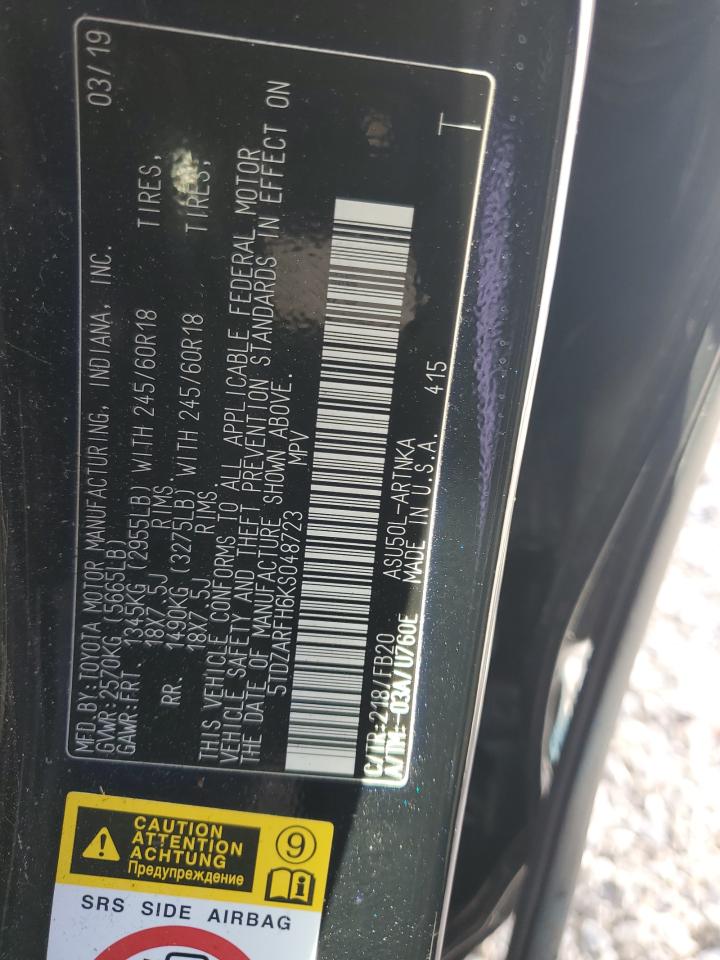 MFD. BY: TOYOTA MOTOR MANUFACTURING, INDIANA, INC. 03/19
GVWR: 2570KG (5665LB)
GAWR: FRT. 1345KG (2955LB) WITH 245/60R18 TIRES,
18X7.5J RIMS.
RR. 1490KG (3275LB) WITH 245/60R18 TIRES,
18X7.5J RIMS
THIS VEHICLE CONFORMS TO ALL APPLICABLE FEDERAL MOTOR
VEHICLE SAFETY AND THEFT PREVENTION STANDARDS IN EFFECT ON
THE DATE OF MANUFACTURE SHOWN ABOVE.
5TDZARFH6KS048723 MPV
C/TR: 218/FB20 ASU50L-ARTNKA
A/TM: -03A/U760E MADE IN U.S.A. 415
T
CAUTION
ATTENTION
ACHTUNG
Предупреждение
9
SRS SIDE AIRBAG